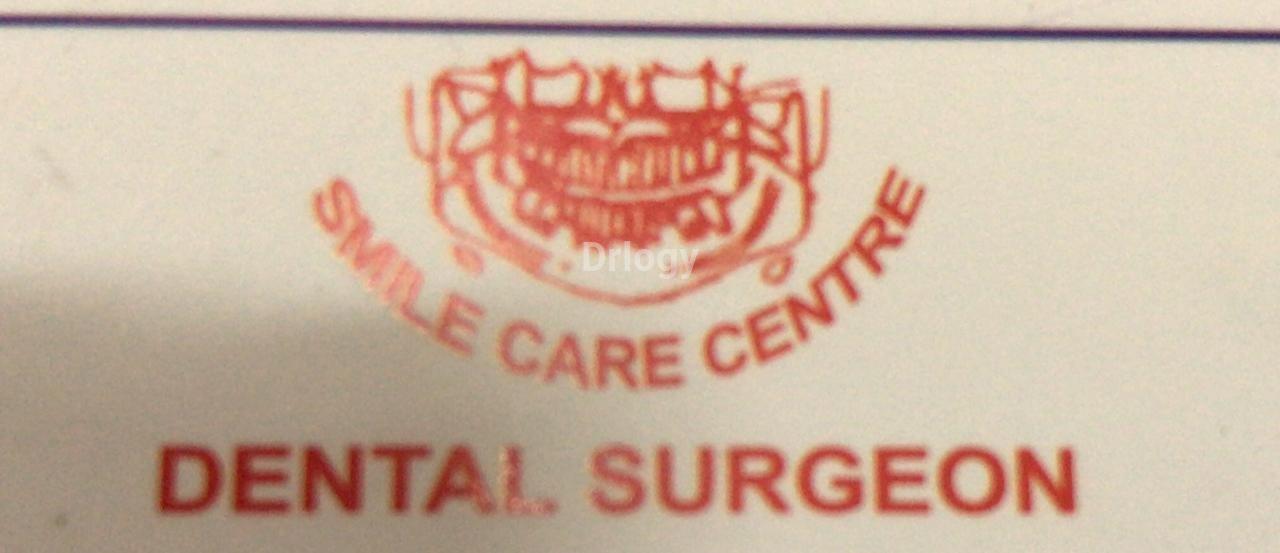 Drlogy
SMILE CARE CENTRE
DENTAL SURGEON